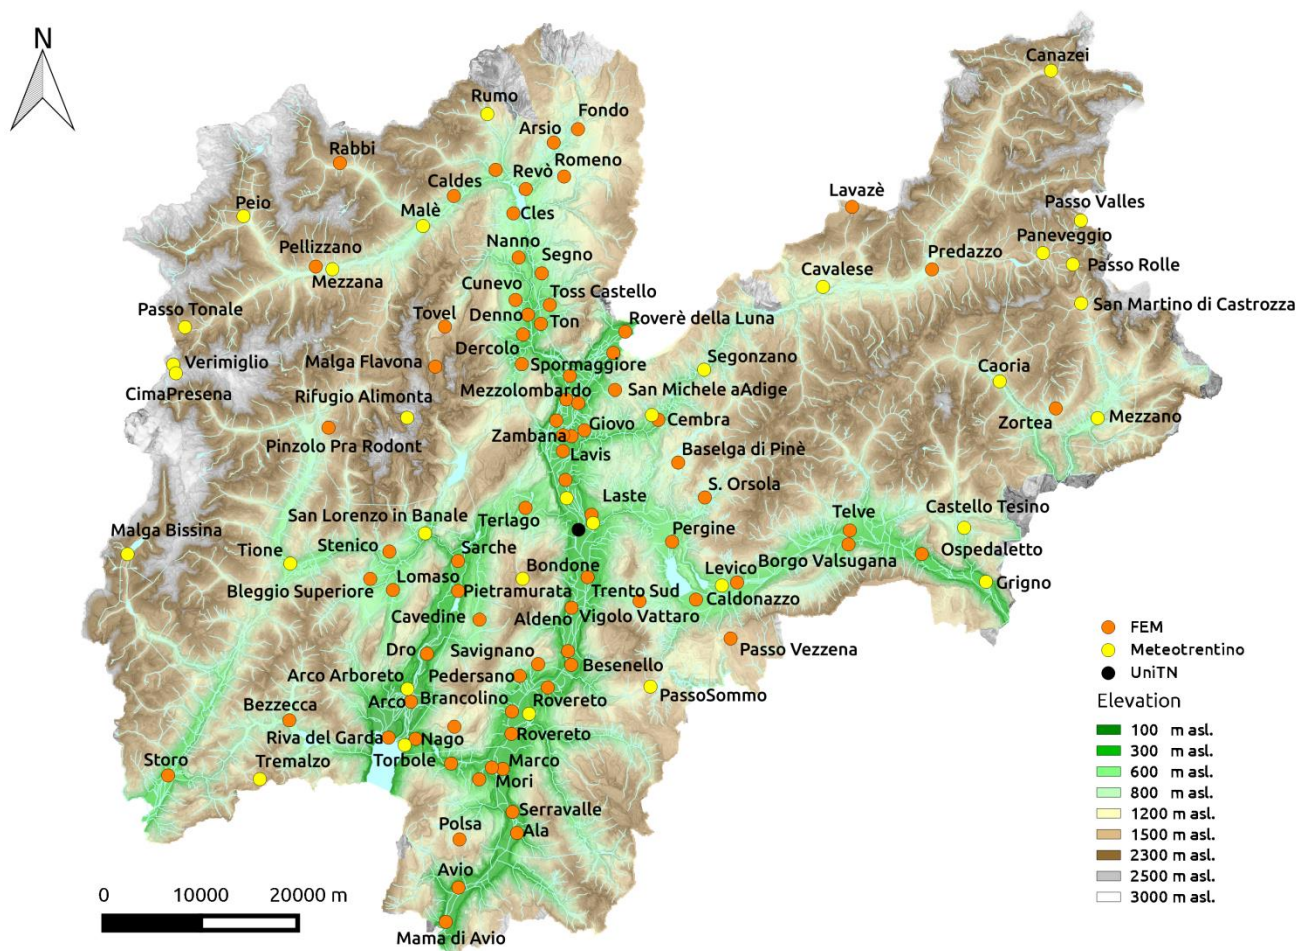 N
Canazei
Rumo
Fondo
Arsio
Rabbi
Romeno
Revò
Caldes
Lavazè
Peio
Malè
Cles
Passo Valles
Nanno
Paneveggio
Pellizzano
Segno
Predazzo
Passo Rolle
Mezzana
Cavalese
Cunevo
Toss Castello
San Martino di Castrozza
Passo Tonale
Tovel
Denno
Ton
Roverè della Luna
Dercolo
Verimiglio
Malga Flavona
Spormaggiore
Segonzano
Caoria
CimaPresena
Rifugio Alimonta
Mezzolombardo
San Michele aAdige
Zortea
Mezzano
Pinzolo Pra Rodont
Zambana
Giovo
Cembra
Lavis
Baselga di Pinè
S. Orsola
Laste
Castello Tesino
San Lorenzo in Banale
Terlago
Telve
Malga Bissina
Pergine
Tione
Stenico
Sarche
Ospedaletto
Bondone
Levico
Borgo Valsugana
Grigno
Bleggio Superiore
Lomaso
Pietramurata
Trento Sud
Caldonazzo
Cavedine
Aldeno
Vigolo Vattaro
FEM
Dro
Savignano
Besenello
Passo Vezzena
Meteotrentino
Arco Arboreto
Pedersano
UniTN
Bezzecca
Arco
Brancolino
Rovereto
PassoSommo
Elevation
Riva del Garda
Nago
Rovereto
100 m asl.
Storo
Tremalzo
Torbole
Marco
300 m asl.
Mori
600 m asl.
Serravalle
800 m asl.
Polsa
Ala
1200 m asl.
1500 m asl.
Avio
2300 m asl.
0 10000 20000 m
2500 m asl.
3000 m asl.
Mama di Avio